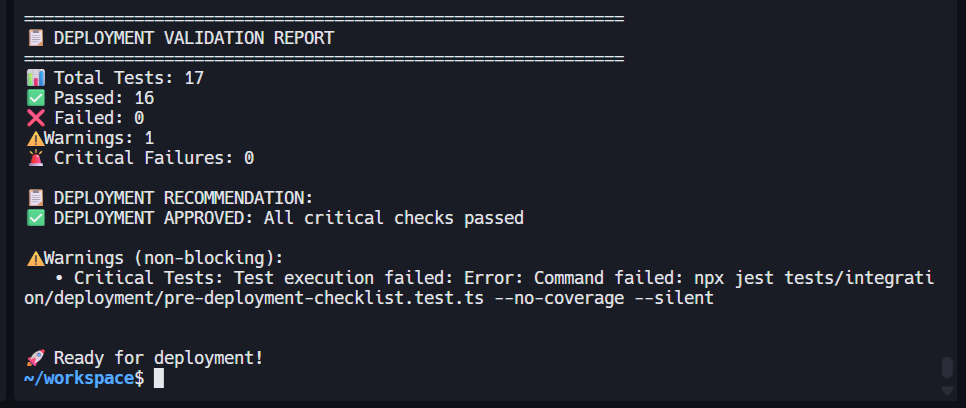 ============================================================
📋 DEPLOYMENT VALIDATION REPORT
============================================================
📊 Total Tests: 17
✅ Passed: 16
❌ Failed: 0
⚠️Warnings: 1
🚨 Critical Failures: 0
📋 DEPLOYMENT RECOMMENDATION:
✅ DEPLOYMENT APPROVED: All critical checks passed
⚠️Warnings (non-blocking):
• Critical Tests: Test execution failed: Error: Command failed: npx jest tests/integrati
on/deployment/pre-deployment-checklist.test.ts --no-coverage --silent
🚀 Ready for deployment!
~/workspace$